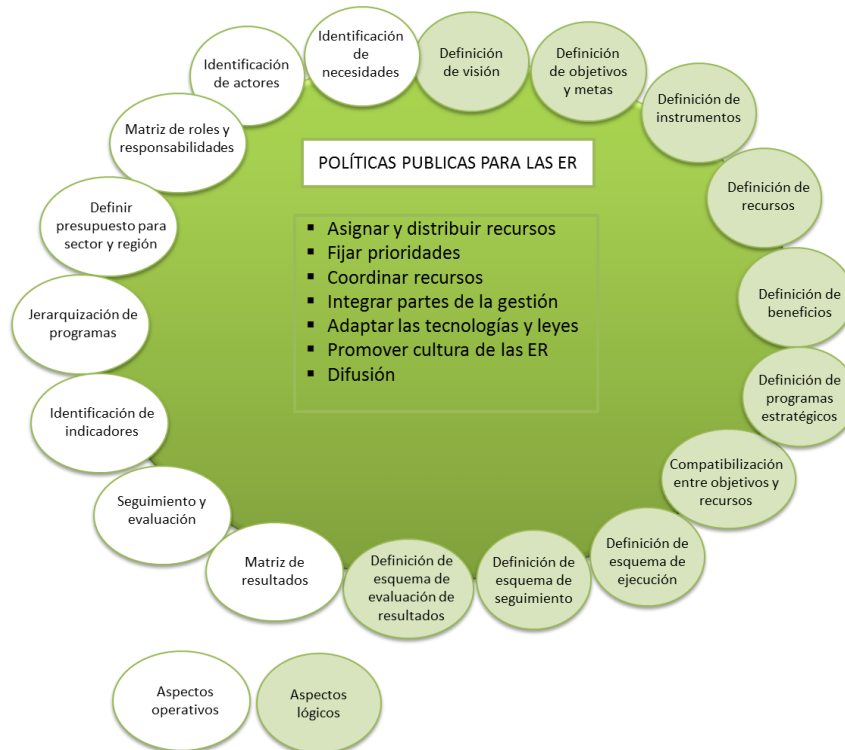 Identificación
de
necesidades
Definición
de visión
Definición
de objetivos
y metas
Definición de
instrumentos
Definición de
recursos
Definición de
beneficios
Definición de
programas
estratégicos
Compatibilización
entre objetivos y
recursos
Definición de
esquema de
ejecución
Definición de
esquema de
seguimiento
Definición de
esquema de
evaluación de
resultados
Matriz de
resultados
Seguimiento y
evaluación
Identificación de
indicadores
Jerarquización de
programas
Definir
presupuesto para
sector y región
Matriz de roles y
responsabilidades
Identificación
de actores
POLÍTICAS PUBLICAS PARA LAS ER
▪ Asignar y distribuir recursos
▪ Fijar prioridades
▪ Coordinar recursos
▪ Integrar partes de la gestión
▪ Adaptar las tecnologías y leyes
▪ Promover cultura de las ER
▪ Difusión
Aspectos
operativos
Aspectos
lógicos